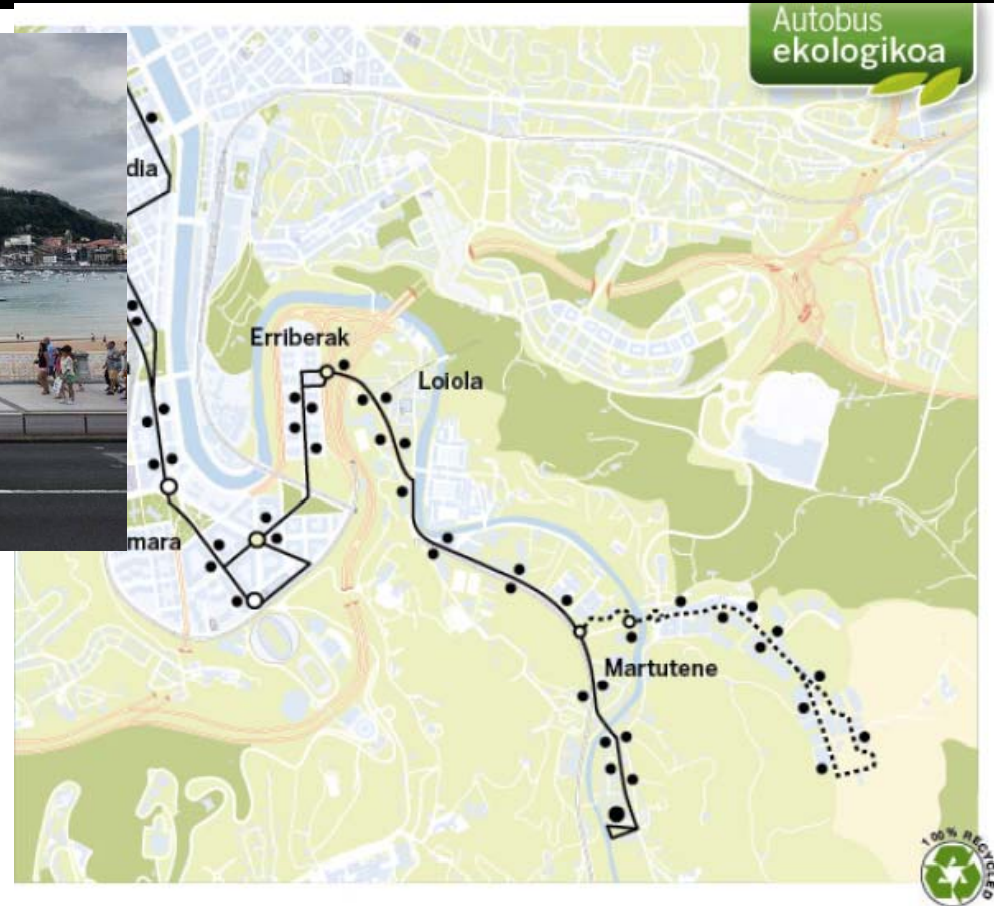 Autobus
ekologikoa
dia
Erriberak
Loiola
mara
Martutene
100% RECYCLED